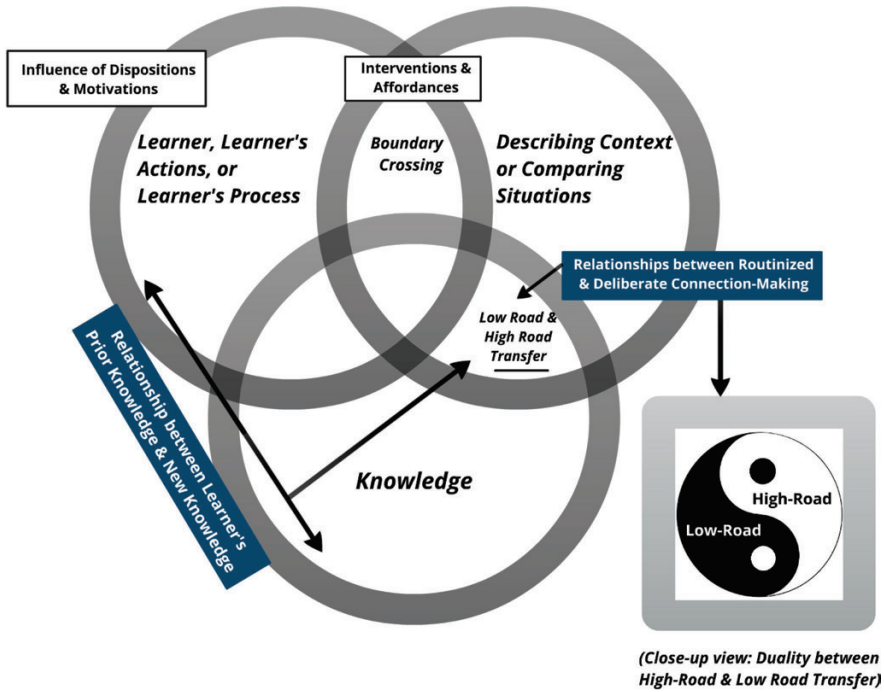 Influence of Dispositions
& Motivations
Interventions &
Affordances
Learner, Learner's
Actions, or
Learner's Process
Boundary
Crossing
Describing Context
or Comparing
Situations
Relationships between Routinized
& Deliberate Connection-Making
Low Road &
High Road
Transfer
Relationship between Learner's
Prior Knowledge & New Knowledge
Knowledge
High-Road
Low-Road
(Close-up view: Duality between
High-Road & Low Road Transfer)